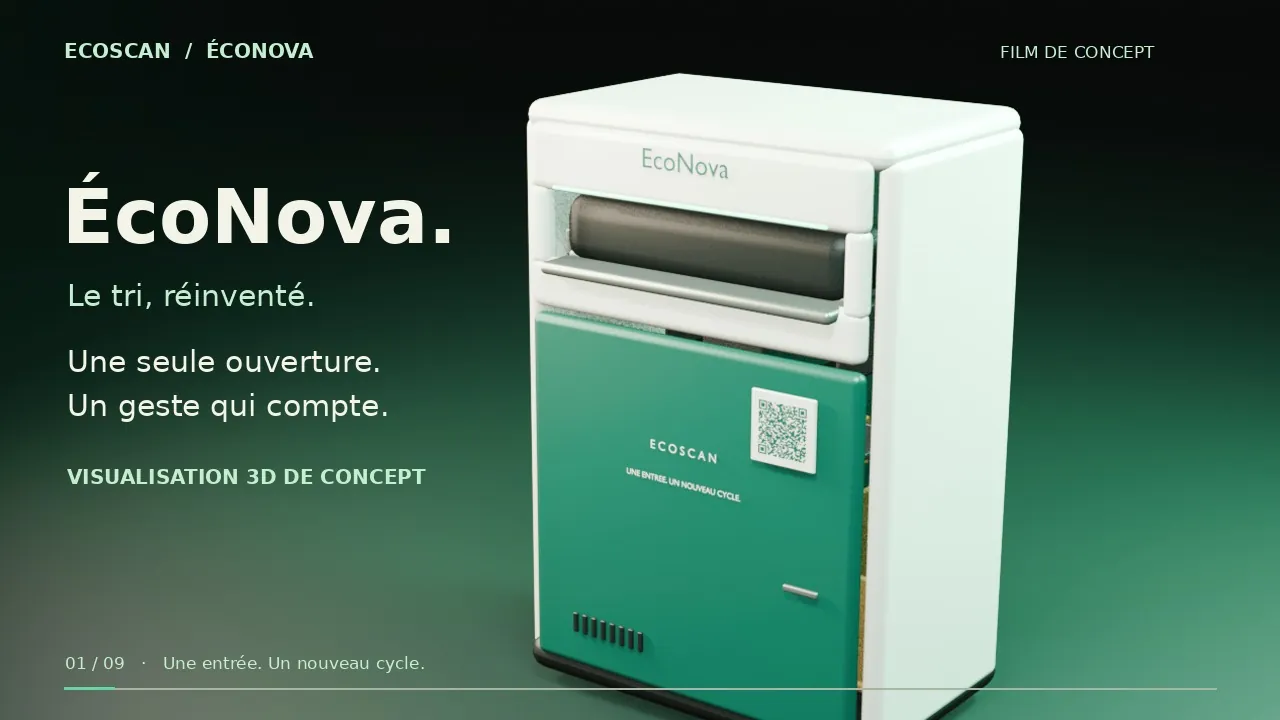 ECOSCAN / ÉCONOVA
FILM DE CONCEPT
EcoNova
ÉcoNova.
Le tri, réinventé.
Une seule ouverture.
Un geste qui compte.
VISUALISATION 3D DE CONCEPT
ECOSCAN
UNE ENTREE. UN NOUVEAU CYCLE.
01 / 09 · Une entrée. Un nouveau cycle.